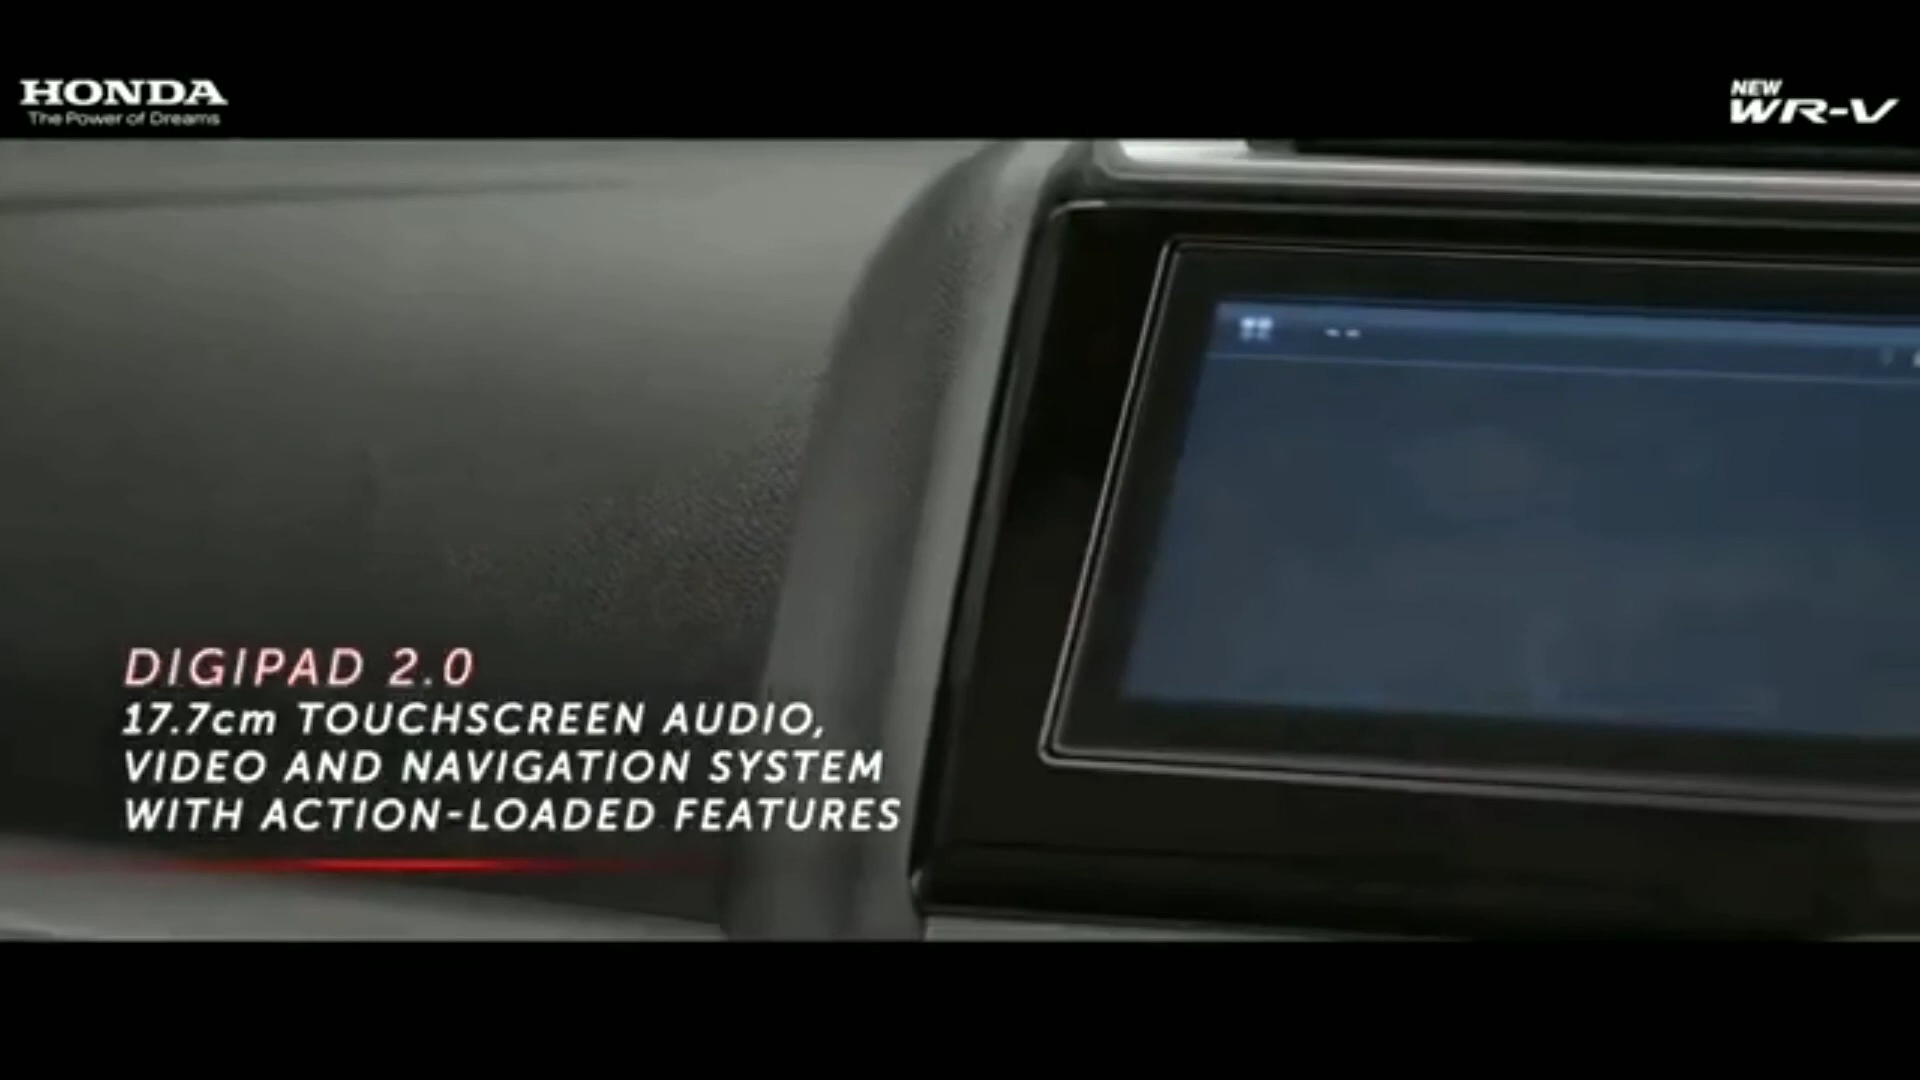 HONDA
The Power of Dreams
NEW
WR-V
DIGIPAD 2.0
17.7cm TOUCHSCREEN AUDIO,
VIDEO AND NAVIGATION SYSTEM
WITH ACTION-LOADED FEATURES